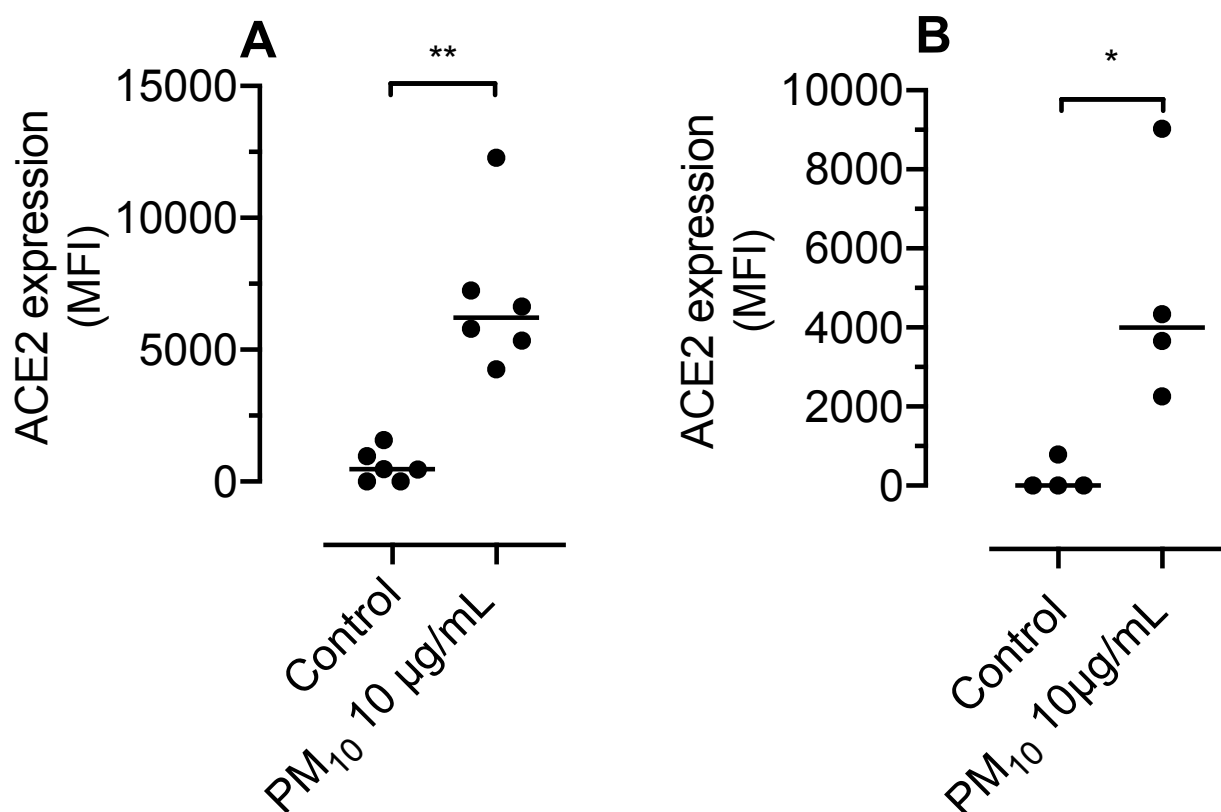 A
**
ACE2 expression
(MFI)
15000
10000
5000
0
Control
PM₁₀ 10 µg/mL
B
*
ACE2 expression
(MFI)
10000
8000
6000
4000
2000
0
Control
PM₁₀ 10µg/mL